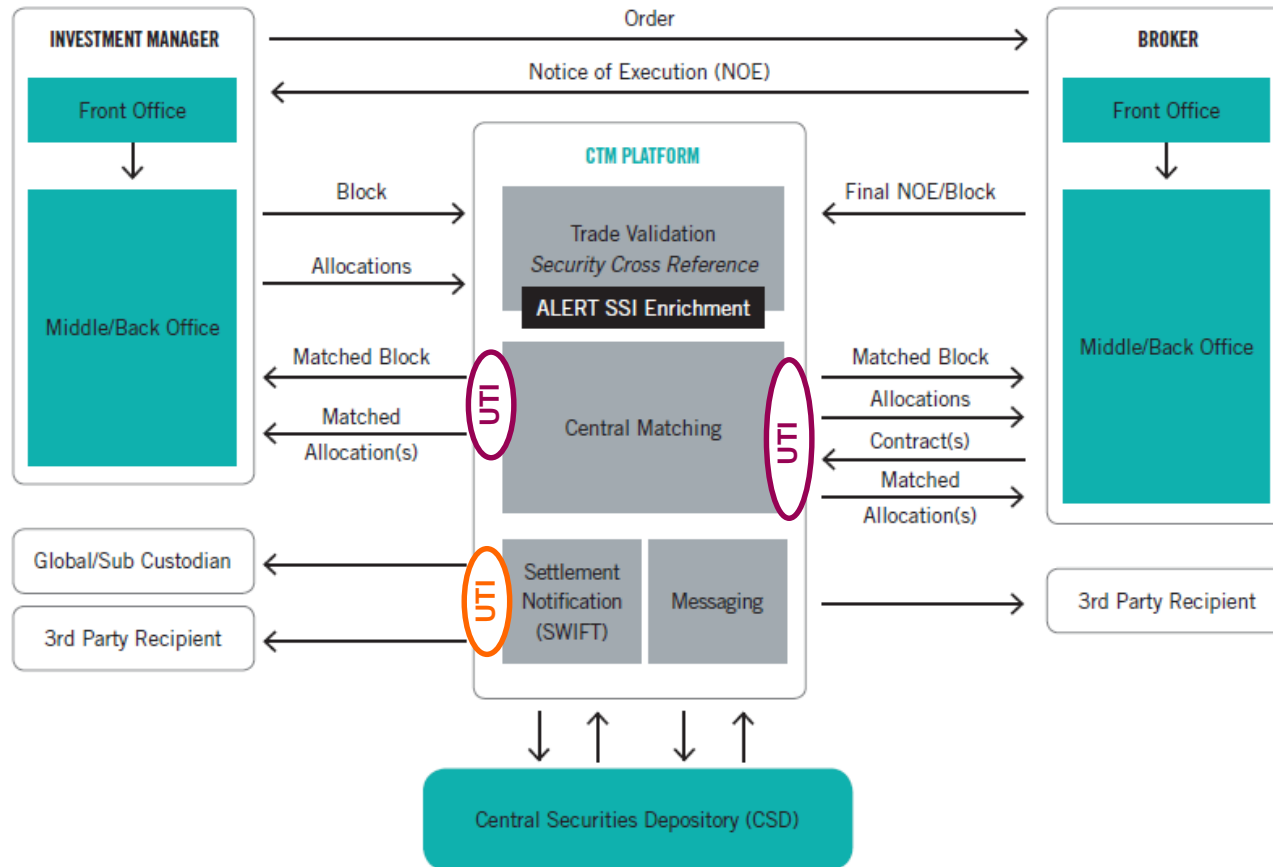 Order
INVESTMENT MANAGER
BROKER
Notice of Execution (NOE)
Front Office
Front Office
CTM PLATFORM
Block
Final NOE/Block
Trade Validation
Security Cross Reference
Allocations
ALERT SSI Enrichment
Middle/Back Office
Middle/Back Office
Matched Block
Matched Block
UTI
Allocations
Matched
Central Matching
UTI
Allocation(s)
Contract(s)
Matched
Allocation(s)
Global/Sub Custodian
Settlement
Notification
(SWIFT)
UTI
Messaging
3rd Party Recipient
3rd Party Recipient
Central Securities Depository (CSD)